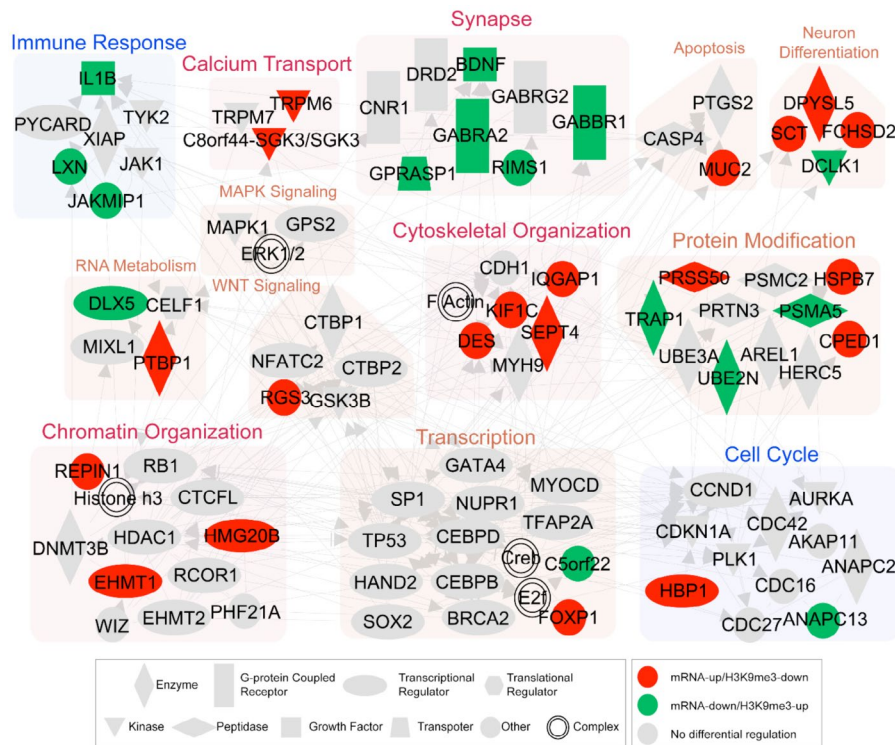 Synapse
Immune Response
Calcium Transport
Apoptosis
Neuron
Differentiation
IL1B
PYCARD
TYK2
XIAP
LXN
JAK1
JAKMIP1
TRPM6
TRPM7
C8orf44-SGK3/SGK3
BDNF
DRD2
CNR1
GABRG2
GABRA2
GABBR1
GPRASP1
RIMS1
PTGS2
CASP4
MUC2
DPYSL5
SCT
FCHSD2
DCLK1
MAPK Signaling
MAPK1
GPS2
ERK1/2
RNA Metabolism
DLX5
CELF1
MIXL1
PTBP1
WNT Signaling
CTBP1
NFATC2
CTBP2
RGS3
GSK3B
Cytoskeletal Organization
CDH1
IQGAP1
F Actin
KIF1C
DES
SEPT4
MYH9
Protein Modification
PRSS50
PSMC2
HSPB7
TRAP1
PRTN3
PSMA5
CPED1
UBE3A
AREL1
UBE2N
HERC5
Chromatin Organization
REPIN1
RB1
Histone h3
CTCFL
DNMT3B
HDAC1
HMG20B
EHMT1
RCOR1
WIZ
EHMT2
PHF21A
Transcription
GATA4
SP1
NUPR1
MYOCD
TFAP2A
TP53
CEBPD
Creb
C5orf22
HAND2
CEBPB
E2f
SOX2
BRCA2
FOXP1
Cell Cycle
CCND1
AURKA
CDKN1A
CDC42
AKAP11
PLK1
ANAPC2
HBP1
CDC16
CDC27
ANAPC13
Enzyme
G-protein Coupled
Receptor
Transcriptional
Regulator
Translational
Regulator
Kinase
Peptidase
Growth Factor
Transpoter
Other
Complex
mRNA-up/H3K9me3-down
mRNA-down/H3K9me3-up
No differential regulation